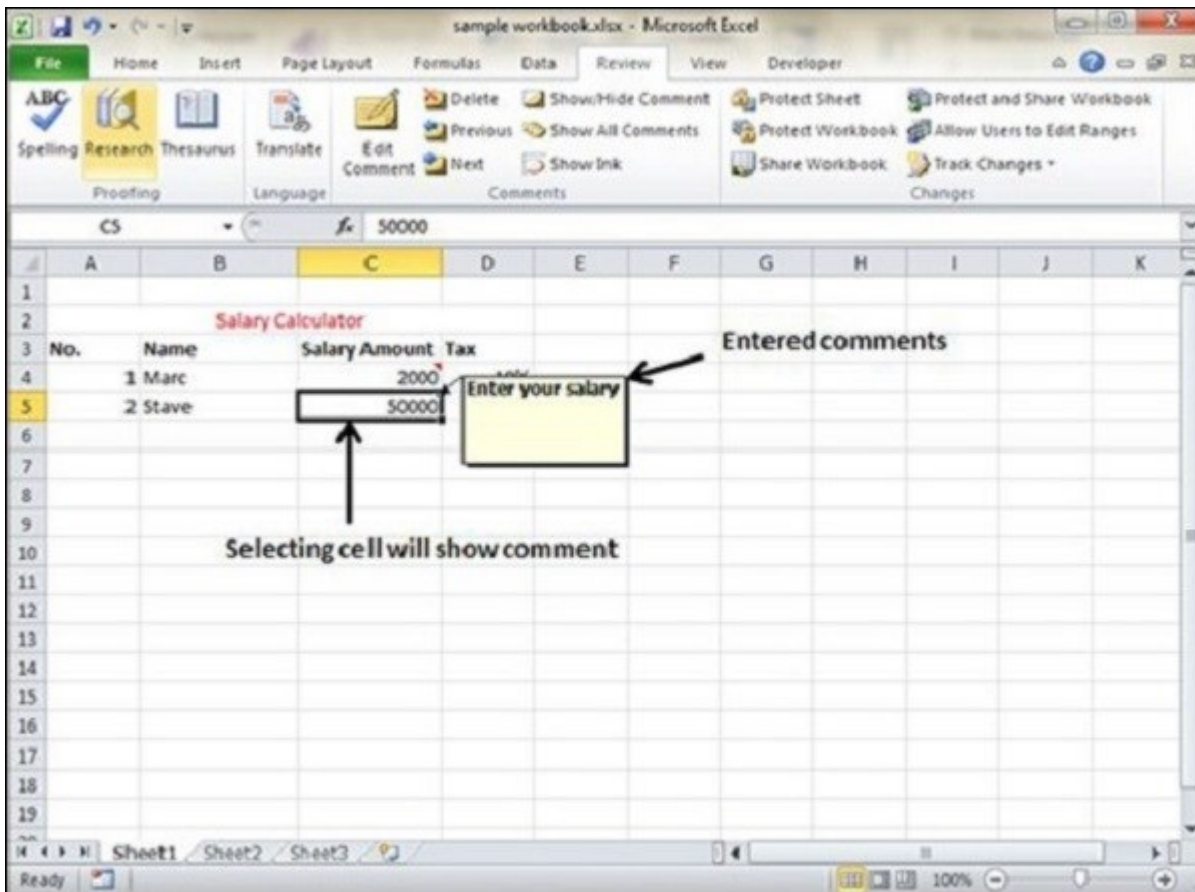 sample workbook.xlsx - Microsoft Excel
File Home Insert Page Layout Formulas Data Review View Developer
ABC Delete Show/Hide Comment Protect Sheet Protect and Share Workbook
Previous Show All Comments Protect Workbook Allow Users to Edit Ranges
Spelling Research Thesaurus Translate Edit Comment Next Show Ink Share Workbook Track Changes
Proofing Language Comments Changes
C5 fx 50000
A B C D E F G H I J K
1
2 Salary Calculator
3 No. Name Salary Amount Tax
Entered comments
4 1 Marc 2000
Enter your salary
5 2 Stave 50000
6
7
8
9
Selecting cell will show comment
10
11
12
13
14
15
16
17
18
19
Sheet1 Sheet2 Sheet3
Ready 100%